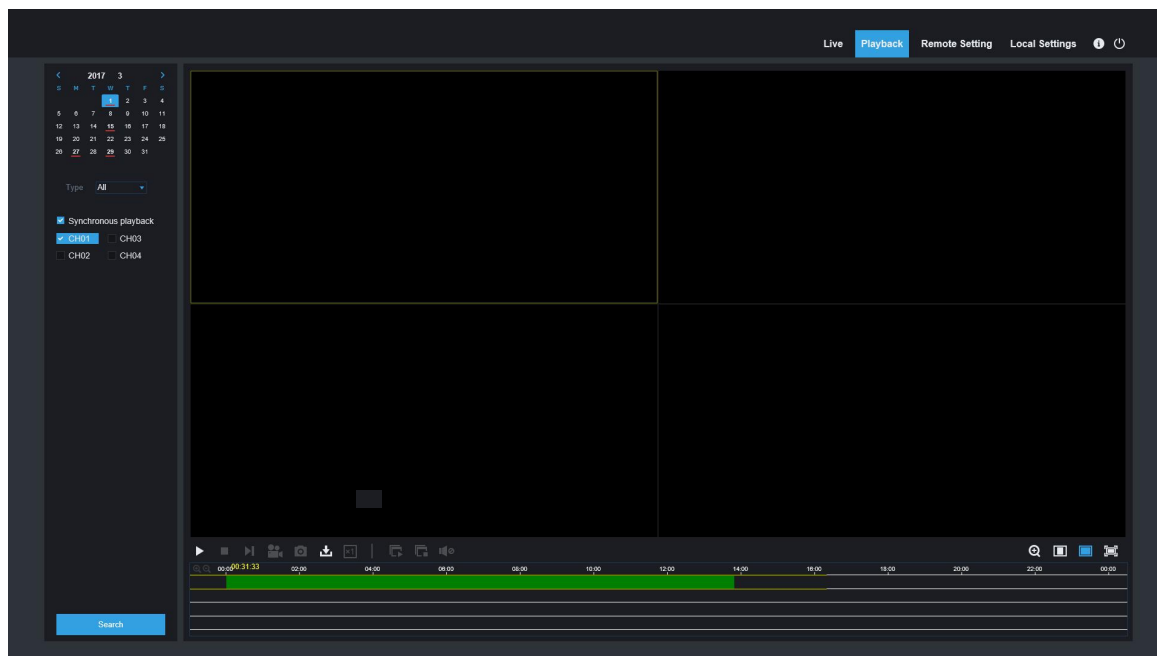 Live Playback Remote Setting Local Settings
2017 3
S M T W T F S
1 2 3 4
5 6 7 8 9 10 11
12 13 14 15 16 17 18
19 20 21 22 23 24 25
26 27 28 29 30 31
Type All
Synchronous playback
CH01 CH03
CH02 CH04
Search
×1
00:00 00:31:33 02:00 04:00 06:00 08:00 10:00 12:00 14:00 16:00 18:00 20:00 22:00 00:00